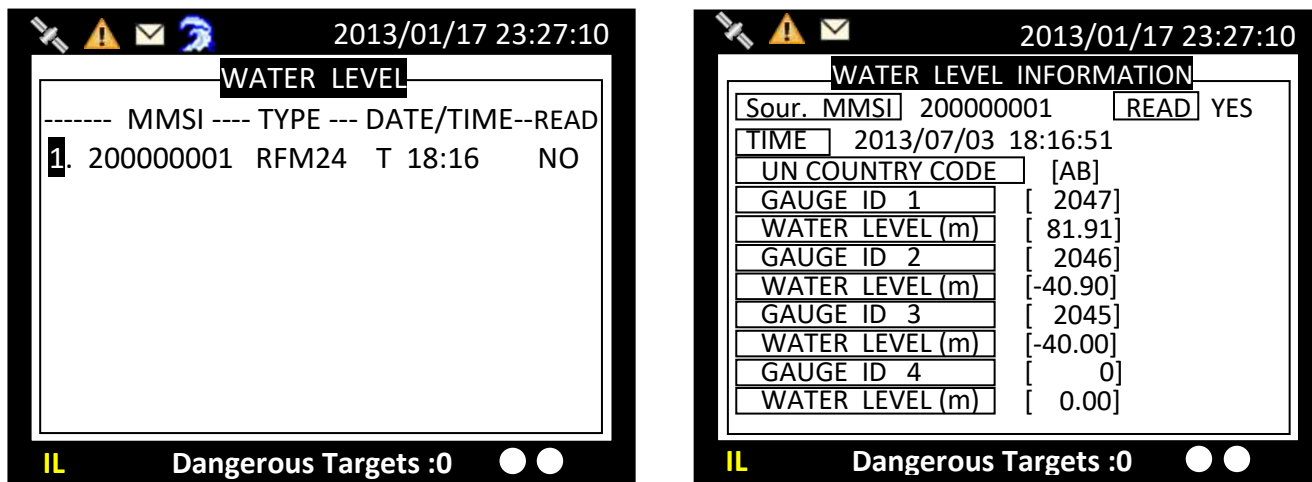 2013/01/17 23:27:10
WATER LEVEL
------- MMSI ---- TYPE --- DATE/TIME--READ
1. 200000001 RFM24 T 18:16 NO
IL Dangerous Targets :0
2013/01/17 23:27:10
WATER LEVEL INFORMATION
Sour. MMSI 200000001 READ YES
TIME 2013/07/03 18:16:51
UN COUNTRY CODE [AB]
GAUGE ID 1 [ 2047]
WATER LEVEL (m) [ 81.91]
GAUGE ID 2 [ 2046]
WATER LEVEL (m) [-40.90]
GAUGE ID 3 [ 2045]
WATER LEVEL (m) [-40.00]
GAUGE ID 4 [ 0]
WATER LEVEL (m) [ 0.00]
IL Dangerous Targets :0